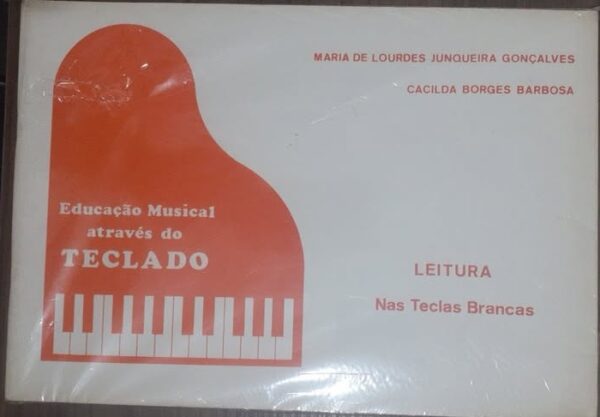 MARIA DE LOURDES JUNQUEIRA GONÇALVES
CACILDA BORGES BARBOSA
Educação Musical
através do
TECLADO
LEITURA
Nas Teclas Brancas